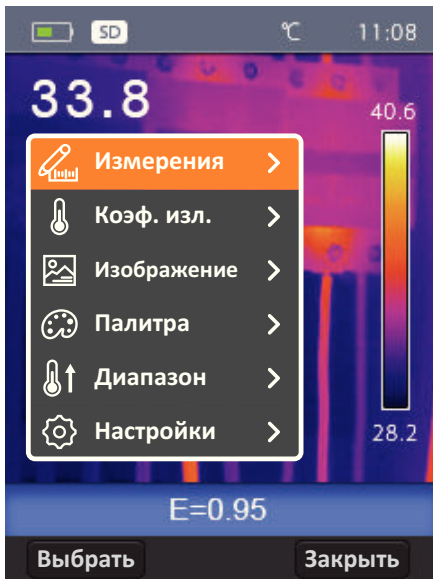 SD ℃ 11:08
33.8
40.6
Измерения
Коэф. изл.
Изображение
Палитра
Диапазон
Настройки
28.2
E=0.95
Выбрать Закрыть